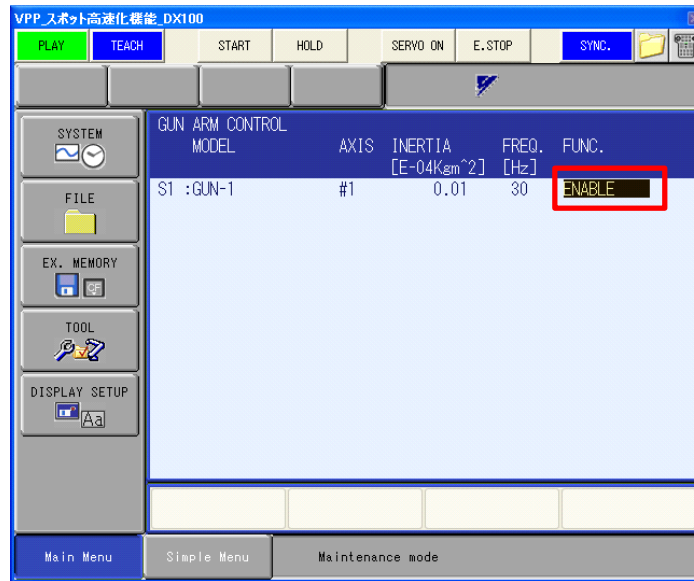 VPP_スポット高速化機能_DX100
PLAY TEACH START HOLD SERVO ON E.STOP SYNC.
GUN ARM CONTROL
MODEL AXIS INERTIA FREQ. FUNC.
[E-04Kgm^2] [Hz]
S1 :GUN-1 #1 0.01 30 ENABLE
SYSTEM
FILE
EX. MEMORY
CF
TOOL
DISPLAY SETUP
Aa
Main Menu Simple Menu Maintenance mode